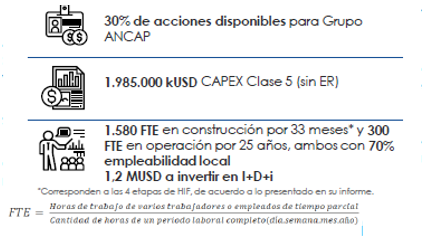 30% de acciones disponibles para Grupo
ANCAP
1.985.000 kUSD CAPEX Clase 5 (sin ER)
1.580 FTE en construcción por 33 meses* y 300
FTE en operación por 25 años, ambos con 70%
empleabilidad local
1,2 MUSD a invertir en I+D+i
*Corresponden a las 4 etapas de HIF, de acuerdo a lo presentado en su informe.
FTE = Horas de trabajo de varios trabajadores o empleados de tiempo parcial
Cantidad de horas de un periodo laboral completo(día.semana.mes.año)